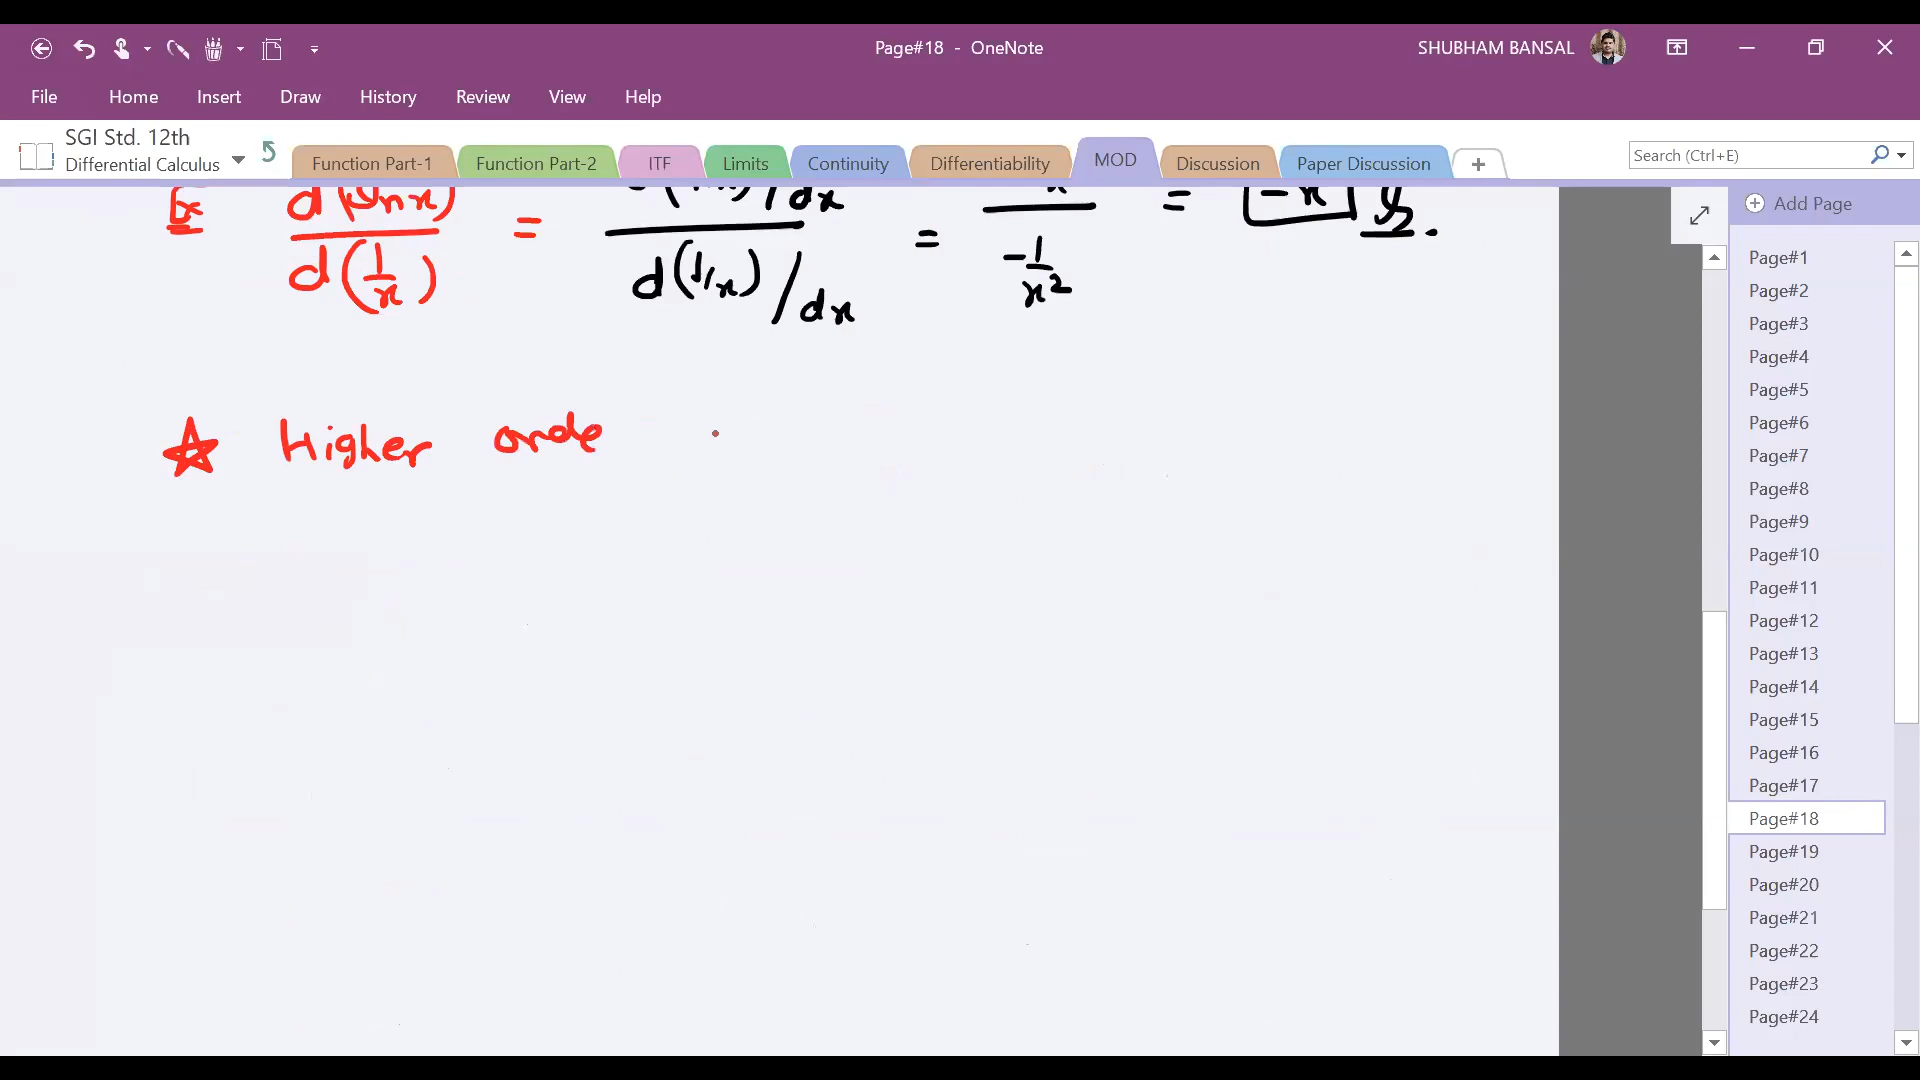 Page#18 - OneNote
SHUBHAM BANSAL
File Home Insert Draw History Review View Help
SGI Std. 12th
Differential Calculus
Function Part-1 Function Part-2 ITF Limits Continuity Differentiability MOD Discussion Paper Discussion +
Search (Ctrl+E)
Add Page
Ex d(ln x) / d(1/x) = / d(1/x)/dx = / -1/x² = -x
☆ Higher orde
Page#1
Page#2
Page#3
Page#4
Page#5
Page#6
Page#7
Page#8
Page#9
Page#10
Page#11
Page#12
Page#13
Page#14
Page#15
Page#16
Page#17
Page#18
Page#19
Page#20
Page#21
Page#22
Page#23
Page#24